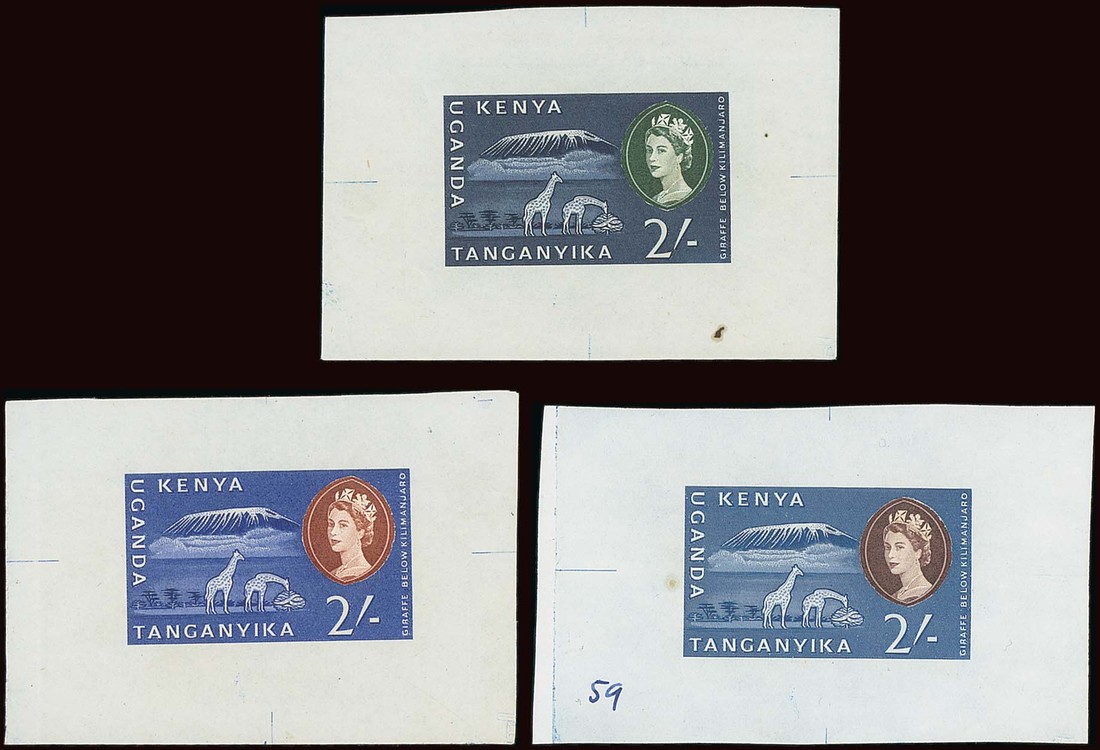 KENYA
UGANDA
TANGANYIKA
2/-
GIRAFFE BELOW KILIMANJARO
KENYA
UGANDA
TANGANYIKA
2/-
GIRAFFE BELOW KILIMANJARO
KENYA
UGANDA
TANGANYIKA
2/-
GIRAFFE BELOW KILIMANJARO
59